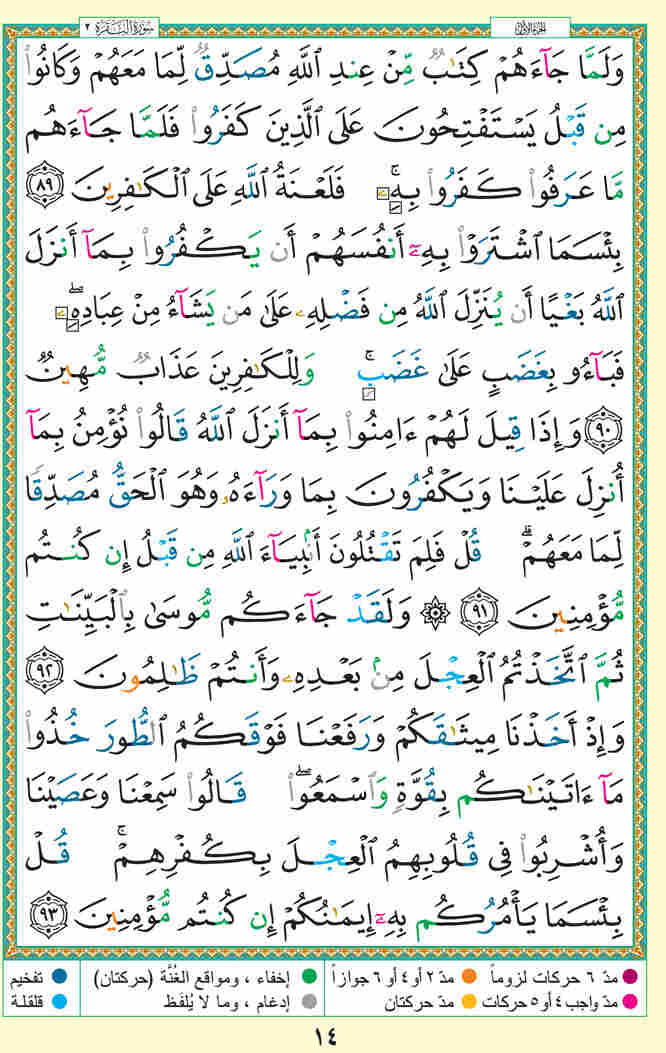 سُورَةُ البَقَرَةِ ٢
الجزء الأول
وَلَمَّا جَآءَهُمْ كِتَٰبٌ مِّنْ عِندِ ٱللَّهِ مُصَدِّقٌ لِّمَا مَعَهُمْ وَكَانُوا۟
مِن قَبْلُ يَسْتَفْتِحُونَ عَلَى ٱلَّذِينَ كَفَرُوا۟ فَلَمَّا جَآءَهُم
مَّا عَرَفُوا۟ كَفَرُوا۟ بِهِۦ ۚ فَلَعْنَةُ ٱللَّهِ عَلَى ٱلْكَٰفِرِينَ ٨٩
بِئْسَمَا ٱشْتَرَوْا۟ بِهِۦٓ أَنفُسَهُمْ أَن يَكْفُرُوا۟ بِمَآ أَنزَلَ
ٱللَّهُ بَغْيًا أَن يُنَزِّلَ ٱللَّهُ مِن فَضْلِهِۦ عَلَىٰ مَن يَشَآءُ مِنْ عِبَادِهِۦ ۖ
فَبَآءُو بِغَضَبٍ عَلَىٰ غَضَبٍ ۚ وَلِلْكَٰفِرِينَ عَذَابٌ مُّهِينٌ
٩٠ وَإِذَا قِيلَ لَهُمْ ءَامِنُوا۟ بِمَآ أَنزَلَ ٱللَّهُ قَالُوا۟ نُؤْمِنُ بِمَآ
أُنزِلَ عَلَيْنَا وَيَكْفُرُونَ بِمَا وَرَآءَهُۥ وَهُوَ ٱلْحَقُّ مُصَدِّقًا
لِّمَا مَعَهُمْ ۗ قُلْ فَلِمَ تَقْتُلُونَ أَنۢبِيَآءَ ٱللَّهِ مِن قَبْلُ إِن كُنتُم
مُّؤْمِنِينَ ٩١ ۞ وَلَقَدْ جَآءَكُم مُّوسَىٰ بِٱلْبَيِّنَٰتِ
ثُمَّ ٱتَّخَذْتُمُ ٱلْعِجْلَ مِنۢ بَعْدِهِۦ وَأَنتُمْ ظَٰلِمُونَ ٩٢
وَإِذْ أَخَذْنَا مِيثَٰقَكُمْ وَرَفَعْنَا فَوْقَكُمُ ٱلطُّورَ خُذُوا۟
مَآ ءَاتَيْنَٰكُم بِقُوَّةٍ وَٱسْمَعُوا۟ ۖ قَالُوا۟ سَمِعْنَا وَعَصَيْنَا
وَأُشْرِبُوا۟ فِى قُلُوبِهِمُ ٱلْعِجْلَ بِكُفْرِهِمْ ۚ قُلْ
بِئْسَمَا يَأْمُرُكُم بِهِۦٓ إِيمَٰنُكُمْ إِن كُنتُم مُّؤْمِنِينَ ٩٣
مدّ ٦ حركات لزوماً مدّ ٢ أو ٤ أو ٦ جوازاً إخفاء ، ومواقع الغُنَّة (حركتان) تفخيم
مدّ واجب ٤ أو ٥ حركات مدّ حركتان إدغام ، وما لا يُلفَظ قلقلة
١٤